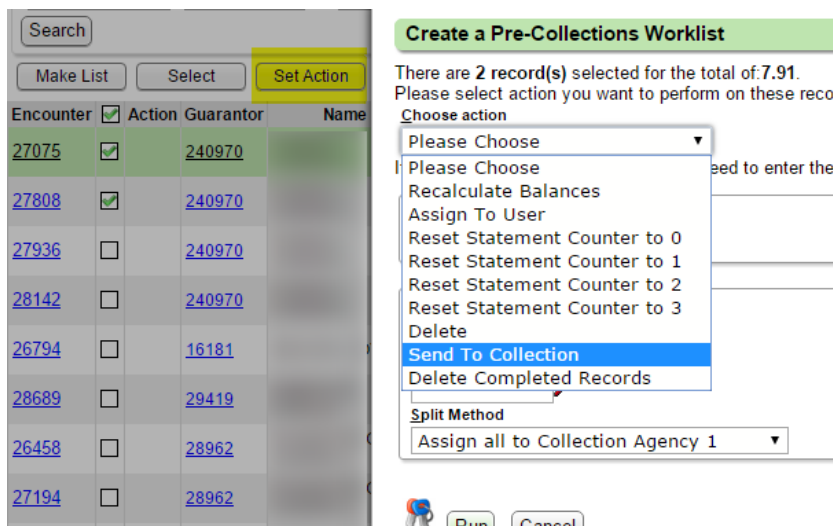 Search
Make List Select Set Action
Encounter Action Guarantor Name
27075 240970
27808 240970
27936 240970
28142 240970
26794 16181
28689 29419
26458 28962
27194 28962
Create a Pre-Collections Worklist
There are 2 record(s) selected for the total of:7.91.
Please select action you want to perform on these
Choose action
Please Choose
Please Choose
eed to enter the
Recalculate Balances
Assign To User
Reset Statement Counter to 0
Reset Statement Counter to 1
Reset Statement Counter to 2
Reset Statement Counter to 3
Delete
Send To Collection
Delete Completed Records
Split Method
Assign all to Collection Agency 1
Run Cancel